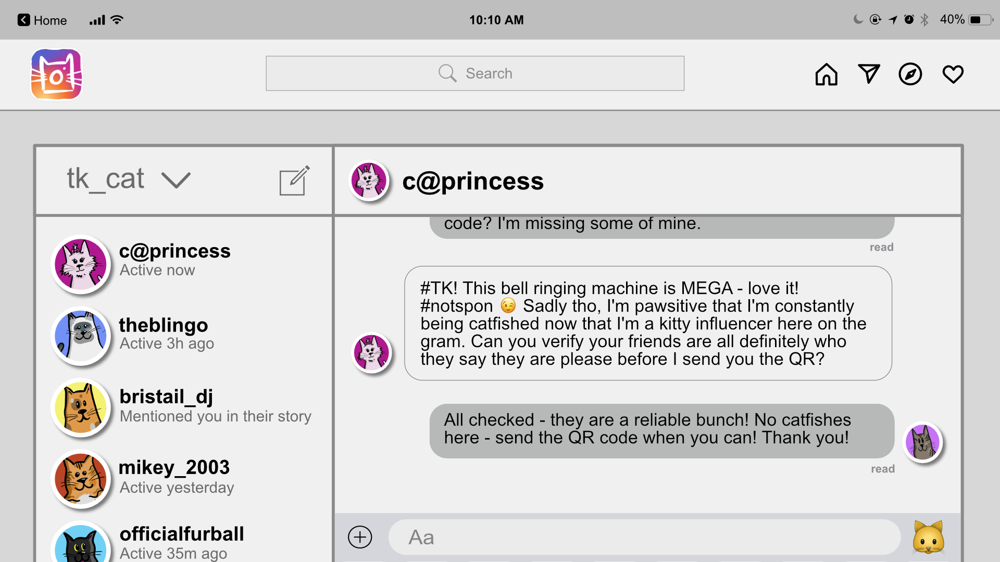 Home
10:10 AM
40%
Search
tk_cat
c@princess
c@princess
Active now
theblingo
Active 3h ago
bristail_dj
Mentioned you in their story
mikey_2003
Active yesterday
officialfurball
Active 35m ago
code? I'm missing some of mine.
read
#TK! This bell ringing machine is MEGA - love it!
#notspon 😉 Sadly tho, I'm pawsitive that I'm constantly
being catfished now that I'm a kitty influencer here on the
gram. Can you verify your friends are all definitely who
they say they are please before I send you the QR?
All checked - they are a reliable bunch! No catfishes
here - send the QR code when you can! Thank you!
read
Aa